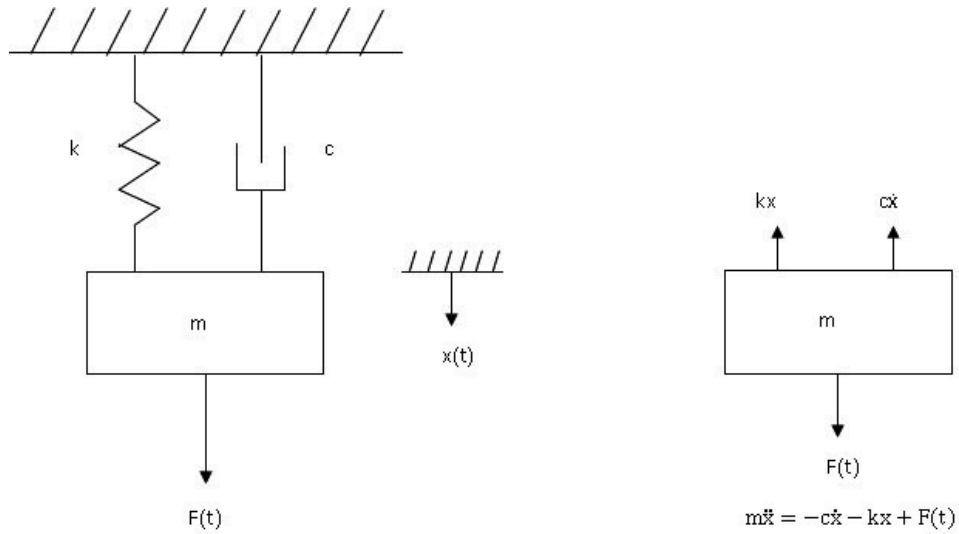 k
c
m
x(t)
F(t)
kx
cẋ
m
F(t)
mẍ = −cẋ − kx + F(t)